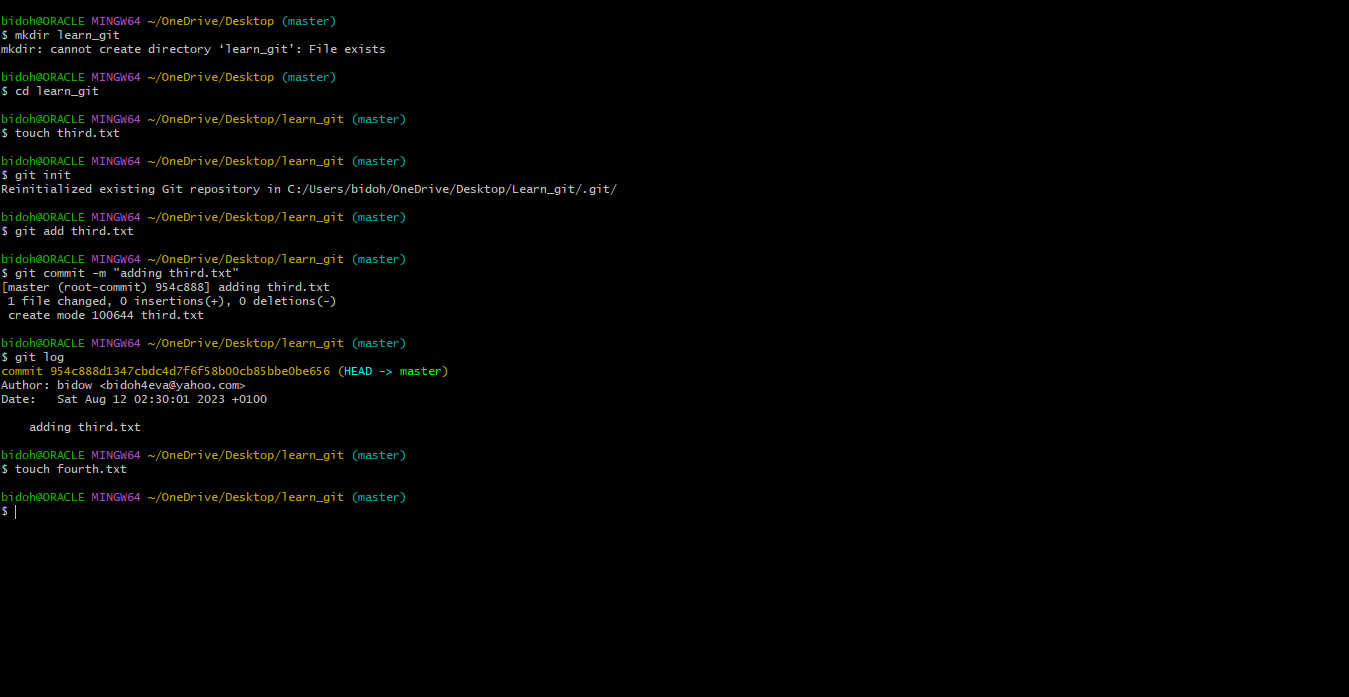 bidoh@ORACLE MINGW64 ~/OneDrive/Desktop (master)
$ mkdir learn_git
mkdir: cannot create directory ‘learn_git’: File exists
bidoh@ORACLE MINGW64 ~/OneDrive/Desktop (master)
$ cd learn_git
bidoh@ORACLE MINGW64 ~/OneDrive/Desktop/learn_git (master)
$ touch third.txt
bidoh@ORACLE MINGW64 ~/OneDrive/Desktop/learn_git (master)
$ git init
Reinitialized existing Git repository in C:/Users/bidoh/OneDrive/Desktop/Learn_git/.git/
bidoh@ORACLE MINGW64 ~/OneDrive/Desktop/learn_git (master)
$ git add third.txt
bidoh@ORACLE MINGW64 ~/OneDrive/Desktop/learn_git (master)
$ git commit -m "adding third.txt"
[master (root-commit) 954c888] adding third.txt
 1 file changed, 0 insertions(+), 0 deletions(-)
 create mode 100644 third.txt
bidoh@ORACLE MINGW64 ~/OneDrive/Desktop/learn_git (master)
$ git log
commit 954c888d1347cbdc4d7f6f58b00cb85bbe0be656 (HEAD -> master)
Author: bidow <bidoh4eva@yahoo.com>
Date:   Sat Aug 12 02:30:01 2023 +0100
    adding third.txt
bidoh@ORACLE MINGW64 ~/OneDrive/Desktop/learn_git (master)
$ touch fourth.txt
bidoh@ORACLE MINGW64 ~/OneDrive/Desktop/learn_git (master)
$